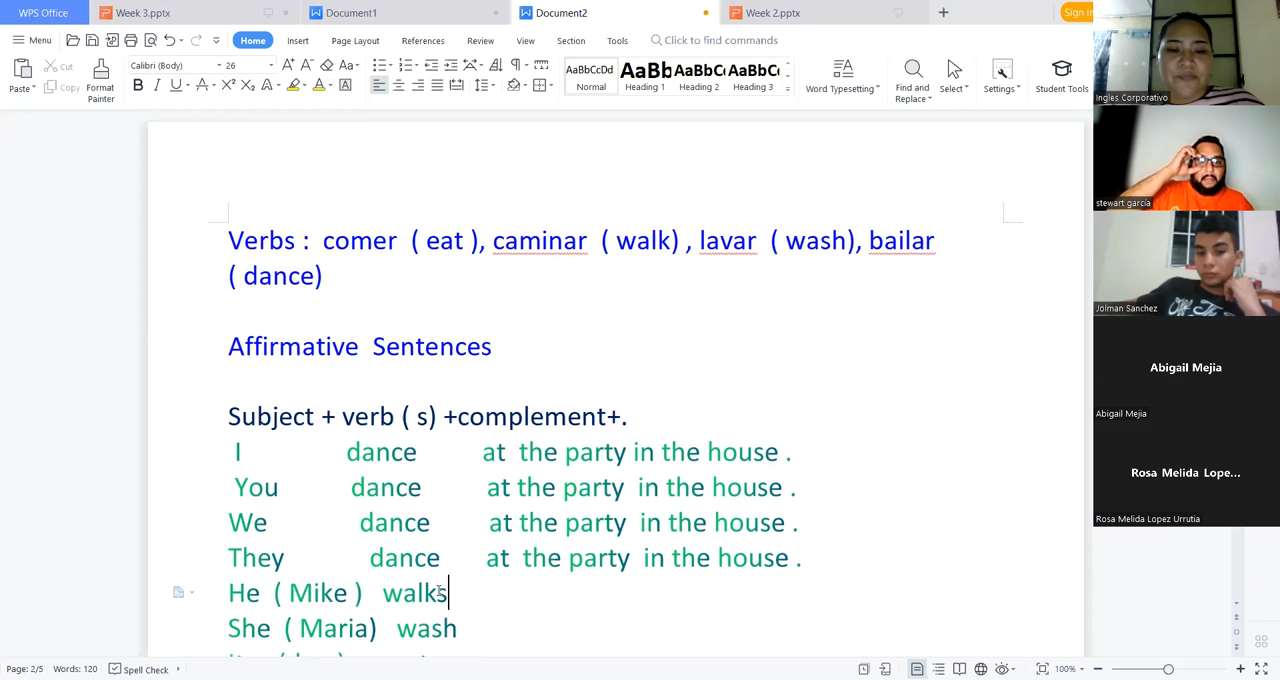 WPS Office
Week 3.pptx
Document1
Document2
Week 2.pptx
Sign in
Menu
Home
Insert
Page Layout
References
Review
View
Section
Tools
Click to find commands
Paste
Cut
Copy
Format Painter
Calibri (Body)
26
AaBbCcDd
Normal
AaBb
Heading 1
AaBbC
Heading 2
AaBbC
Heading 3
Word Typesetting
Find and Replace
Select
Settings
Student Tools
Verbs : comer ( eat ), caminar ( walk) , lavar ( wash), bailar
( dance)
Affirmative Sentences
Subject + verb ( s) +complement+.
I dance at the party in the house .
You dance at the party in the house .
We dance at the party in the house .
They dance at the party in the house .
He ( Mike ) walks
She ( Maria) wash
Ingles Corporativo
stewart garcía
Jolman Sanchez
Abigail Mejia
Abigail Mejia
Rosa Melida Lope...
Rosa Melida Lopez Urrutia
Page: 2/5
Words: 120
Spell Check
100%